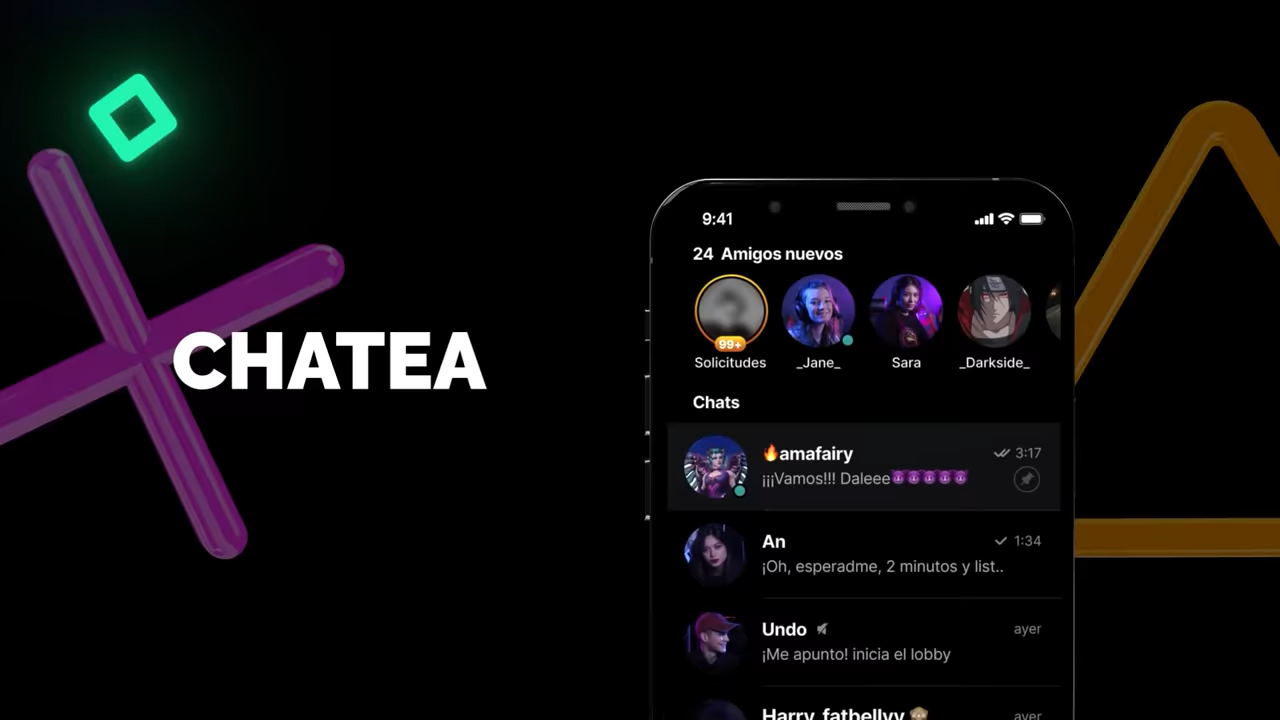 CHATEA
9:41
24 Amigos nuevos
99+
Solicitudes
_Jane_
Sara
_Darkside_
Chats
🔥amafairy
3:17
¡¡¡Vamos!!! Daleee😈😈😈😈😈
An
1:34
¡Oh, esperadme, 2 minutos y list..
Undo
ayer
¡Me apunto! inicia el lobby
Harry_fatbellyy🙈
ayer